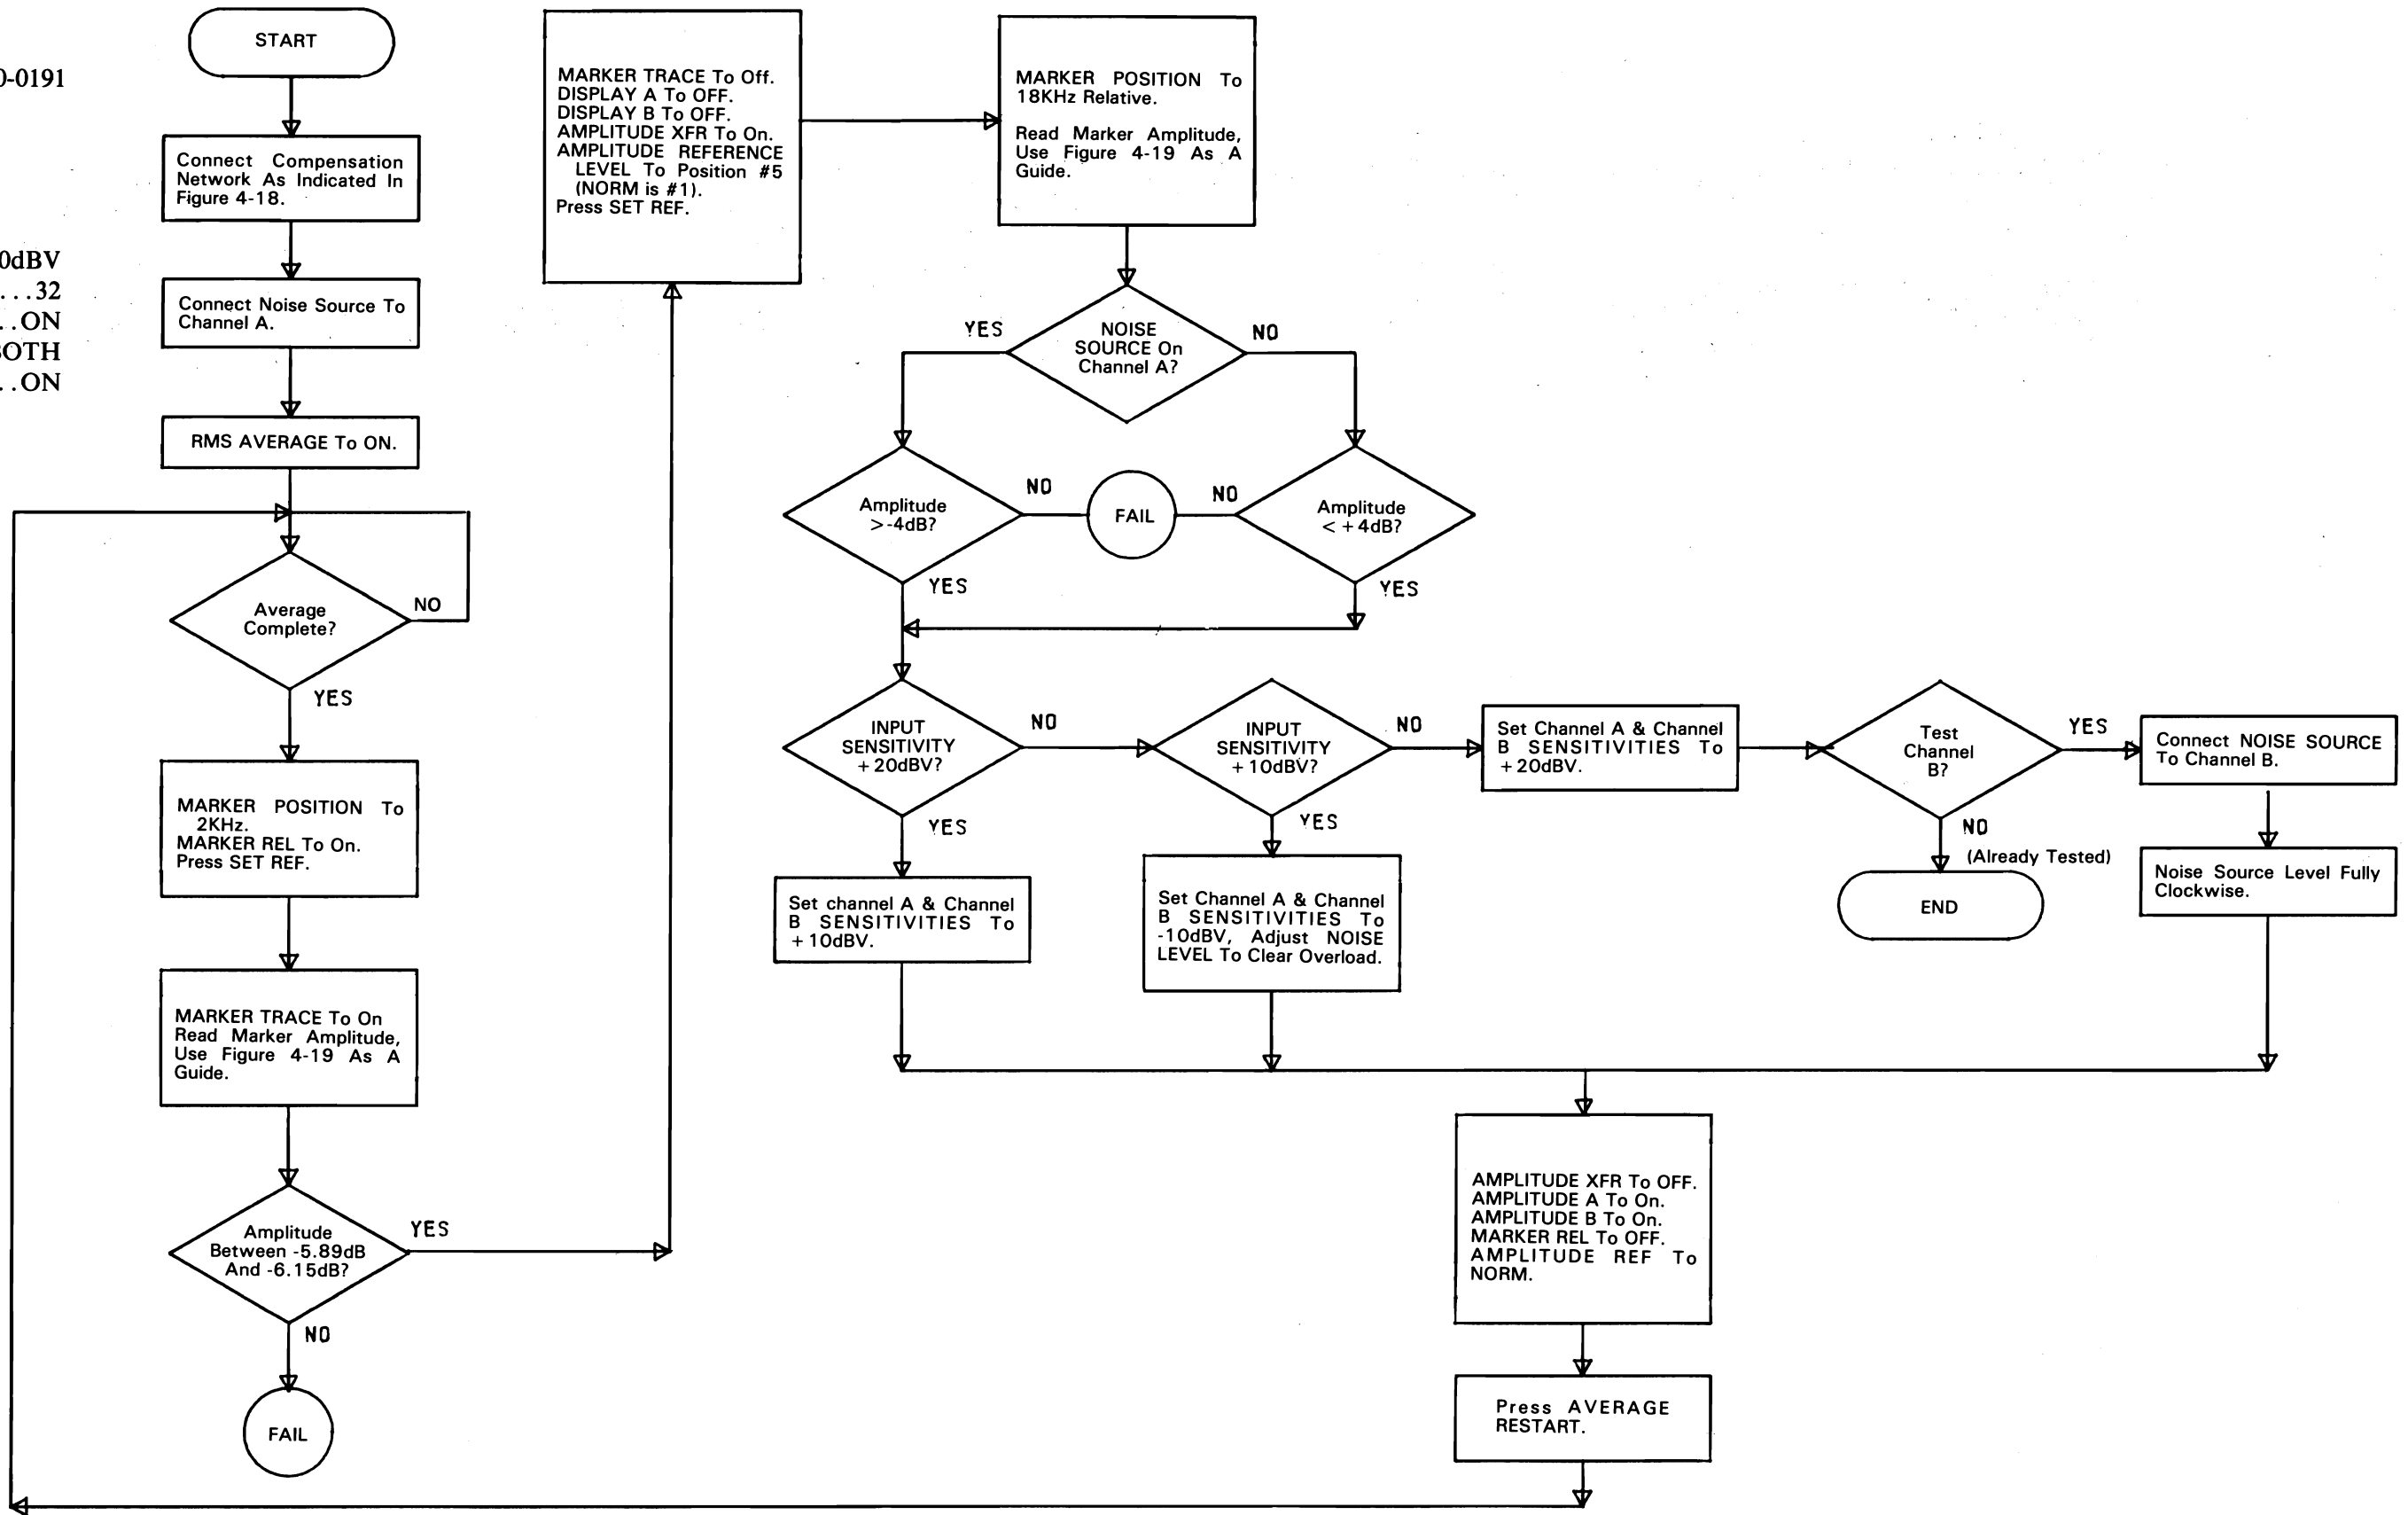 0-0191
0dBV
...32
..ON
BOTH
..ON
START
Connect Compensation
Network As Indicated In
Figure 4-18.
Connect Noise Source To
Channel A.
RMS AVERAGE To ON.
Average
Complete?
NO
YES
MARKER POSITION To
2KHz.
MARKER REL To On.
Press SET REF.
MARKER TRACE To On
Read Marker Amplitude,
Use Figure 4-19 As A
Guide.
Amplitude
Between -5.89dB
And -6.15dB?
YES
NO
FAIL
MARKER TRACE To Off.
DISPLAY A To OFF.
DISPLAY B To OFF.
AMPLITUDE XFR To On.
AMPLITUDE REFERENCE
LEVEL To Position #5
(NORM is #1).
Press SET REF.
MARKER POSITION To
18KHz Relative.
Read Marker Amplitude,
Use Figure 4-19 As A
Guide.
YES
NOISE
SOURCE On
Channel A?
NO
Amplitude
>-4dB?
NO
FAIL
NO
Amplitude
< +4dB?
YES
YES
INPUT
SENSITIVITY
+20dBV?
NO
YES
INPUT
SENSITIVITY
+10dBV?
NO
YES
Set Channel A & Channel
B SENSITIVITIES To
+20dBV.
Test
Channel
B?
YES
NO
(Already Tested)
END
Connect NOISE SOURCE
To Channel B.
Noise Source Level Fully
Clockwise.
Set channel A & Channel
B SENSITIVITIES To
+10dBV.
Set Channel A & Channel
B SENSITIVITIES To
-10dBV, Adjust NOISE
LEVEL To Clear Overload.
AMPLITUDE XFR To OFF.
AMPLITUDE A To On.
AMPLITUDE B To On.
MARKER REL To OFF.
AMPLITUDE REF To
NORM.
Press AVERAGE
RESTART.